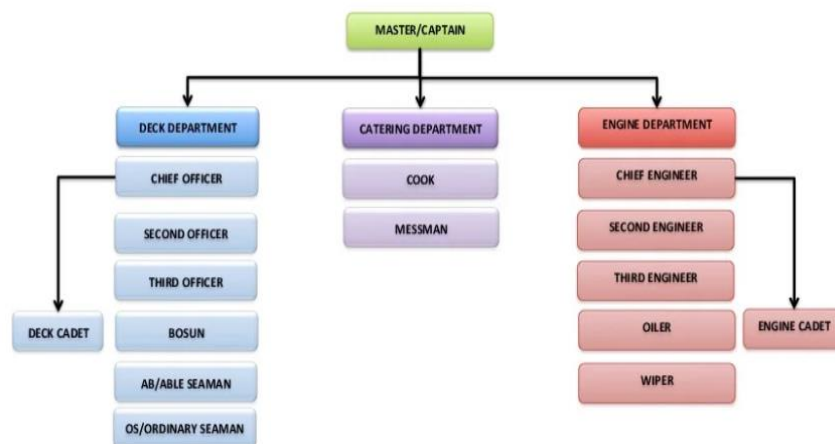 MASTER/CAPTAIN
DECK DEPARTMENT
CATERING DEPARTMENT
ENGINE DEPARTMENT
CHIEF OFFICER
COOK
CHIEF ENGINEER
SECOND OFFICER
MESSMAN
SECOND ENGINEER
THIRD OFFICER
THIRD ENGINEER
DECK CADET
BOSUN
OILER
ENGINE CADET
AB/ABLE SEAMAN
WIPER
OS/ORDINARY SEAMAN